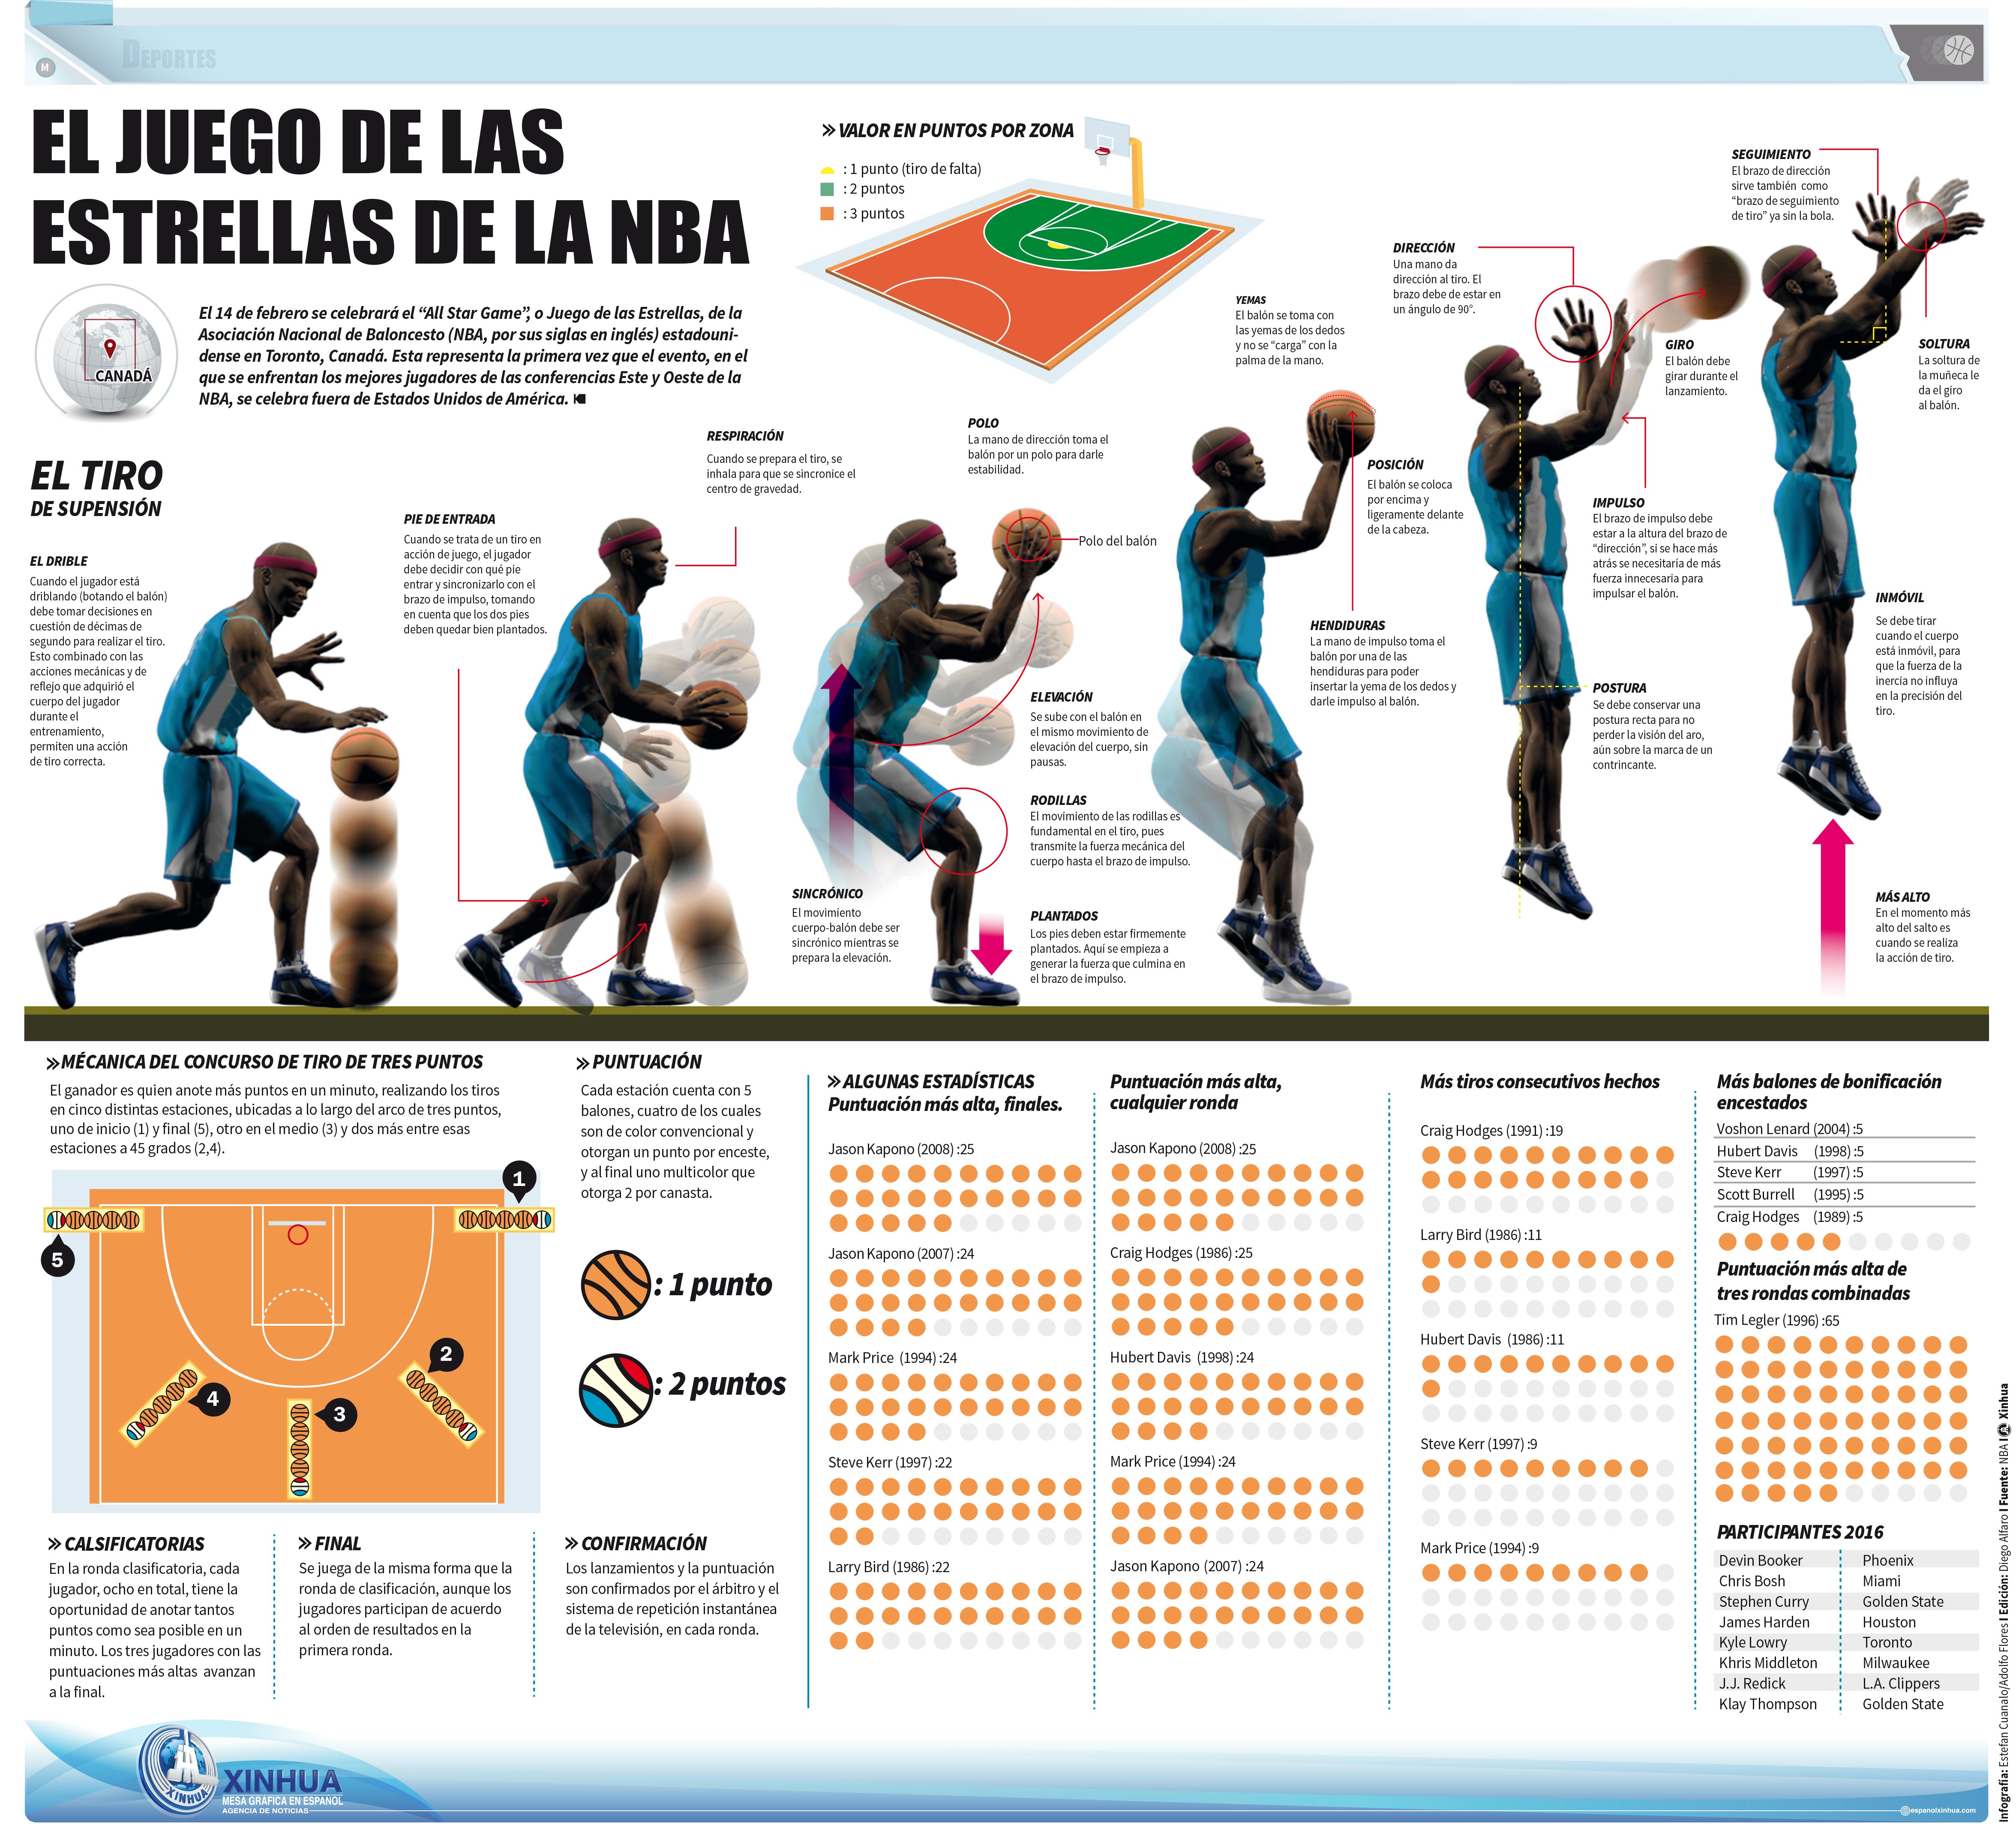 DEPORTES
M
EL JUEGO DE LAS
ESTRELLAS DE LA NBA
CANADÁ
El 14 de febrero se celebrará el “All Star Game”, o Juego de las Estrellas, de la
Asociación Nacional de Baloncesto (NBA, por sus siglas en inglés) estadouni-
dense en Toronto, Canadá. Esta representa la primera vez que el evento, en el
que se enfrentan los mejores jugadores de las conferencias Este y Oeste de la
NBA, se celebra fuera de Estados Unidos de América.
VALOR EN PUNTOS POR ZONA
: 1 punto (tiro de falta)
: 2 puntos
: 3 puntos
EL TIRO
DE SUPENSIÓN
EL DRIBLE
Cuando el jugador está
driblando (botando el balón)
debe tomar decisiones en
cuestión de décimas de
segundo para realizar el tiro.
Esto combinado con las
acciones mecánicas y de
reflejo que adquirió el
cuerpo del jugador
durante el
entrenamiento,
permiten una acción
de tiro correcta.
PIE DE ENTRADA
Cuando se trata de un tiro en
acción de juego, el jugador
debe decidir con qué pie
entrar y sincronizarlo con el
brazo de impulso, tomando
en cuenta que los dos pies
deben quedar bien plantados.
RESPIRACIÓN
Cuando se prepara el tiro, se
inhala para que se sincronice el
centro de gravedad.
POLO
La mano de dirección toma el
balón por un polo para darle
estabilidad.
Polo del balón
SINCRÓNICO
El movimiento
cuerpo-balón debe ser
sincrónico mientras se
prepara la elevación.
ELEVACIÓN
Se sube con el balón en
el mismo movimiento de
elevación del cuerpo, sin
pausas.
RODILLAS
El movimiento de las rodillas es
fundamental en el tiro, pues
transmite la fuerza mecánica del
cuerpo hasta el brazo de impulso.
PLANTADOS
Los pies deben estar firmemente
plantados. Aquí se empieza a
generar la fuerza que culmina en
el brazo de impulso.
YEMAS
El balón se toma con
las yemas de los dedos
y no se “carga” con la
palma de la mano.
POSICIÓN
El balón se coloca
por encima y
ligeramente delante
de la cabeza.
HENDIDURAS
La mano de impulso toma el
balón por una de las
hendiduras para poder
insertar la yema de los dedos y
darle impulso al balón.
DIRECCIÓN
Una mano da
dirección al tiro. El
brazo debe de estar en
un ángulo de 90°.
GIRO
El balón debe
girar durante el
lanzamiento.
IMPULSO
El brazo de impulso debe
estar a la altura del brazo de
“dirección”, si se hace más
atrás se necesitaría de más
fuerza innecesaria para
impulsar el balón.
POSTURA
Se debe conservar una
postura recta para no
perder la visión del aro,
aún sobre la marca de un
contrincante.
SEGUIMIENTO
El brazo de dirección
sirve también como
“brazo de seguimiento
de tiro” ya sin la bola.
SOLTURA
La soltura de
la muñeca le
da el giro
al balón.
INMÓVIL
Se debe tirar
cuando el cuerpo
está inmóvil, para
que la fuerza de la
inercia no influya
en la precisión del
tiro.
MÁS ALTO
En el momento más
alto del salto es
cuando se realiza
la acción de tiro.
MÉCANICA DEL CONCURSO DE TIRO DE TRES PUNTOS
El ganador es quien anote más puntos en un minuto, realizando los tiros
en cinco distintas estaciones, ubicadas a lo largo del arco de tres puntos,
uno de inicio (1) y final (5), otro en el medio (3) y dos más entre esas
estaciones a 45 grados (2,4).
1
5
2
4
3
PUNTUACIÓN
Cada estación cuenta con 5
balones, cuatro de los cuales
son de color convencional y
otorgan un punto por enceste,
y al final uno multicolor que
otorga 2 por canasta.
: 1 punto
: 2 puntos
CALSIFICATORIAS
En la ronda clasificatoria, cada
jugador, ocho en total, tiene la
oportunidad de anotar tantos
puntos como sea posible en un
minuto. Los tres jugadores con las
puntuaciones más altas avanzan
a la final.
FINAL
Se juega de la misma forma que la
ronda de clasificación, aunque los
jugadores participan de acuerdo
al orden de resultados en la
primera ronda.
CONFIRMACIÓN
Los lanzamientos y la puntuación
son confirmados por el árbitro y el
sistema de repetición instantánea
de la televisión, en cada ronda.
ALGUNAS ESTADÍSTICAS
Puntuación más alta, finales.
Jason Kapono (2008) :25
Jason Kapono (2007) :24
Mark Price (1994) :24
Steve Kerr (1997) :22
Larry Bird (1986) :22
Puntuación más alta,
cualquier ronda
Jason Kapono (2008) :25
Craig Hodges (1986) :25
Hubert Davis (1998) :24
Mark Price (1994) :24
Jason Kapono (2007) :24
Más tiros consecutivos hechos
Craig Hodges (1991) :19
Larry Bird (1986) :11
Hubert Davis (1986) :11
Steve Kerr (1997) :9
Mark Price (1994) :9
Más balones de bonificación
encestados
Voshon Lenard (2004) :5
Hubert Davis (1998) :5
Steve Kerr (1997) :5
Scott Burrell (1995) :5
Craig Hodges (1989) :5
Puntuación más alta de
tres rondas combinadas
Tim Legler (1996) :65
PARTICIPANTES 2016
Devin Booker Phoenix
Chris Bosh Miami
Stephen Curry Golden State
James Harden Houston
Kyle Lowry Toronto
Khris Middleton Milwaukee
J.J. Redick L.A. Clippers
Klay Thompson Golden State
Infografía: Estefan Cuanalo/Adolfo Flores I Edición: Diego Alfaro I Fuente: NBA I Xinhua
XINHUA
XINHUA
MESA GRAFICA EN ESPAÑOL
AGENCIA DE NOTICIAS
espanolxinhua.com